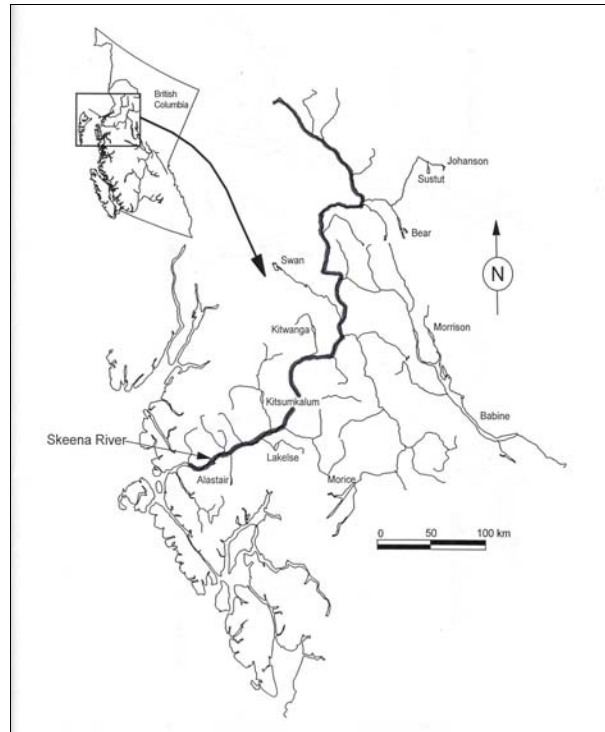 British
Columbia
Johanson
Sustut
Bear
Swan
N
Kitwanga
Morrison
Kitsumkalum
Babine
Skeena River
Lakelse
Alastair
Morice
0 50 100 km